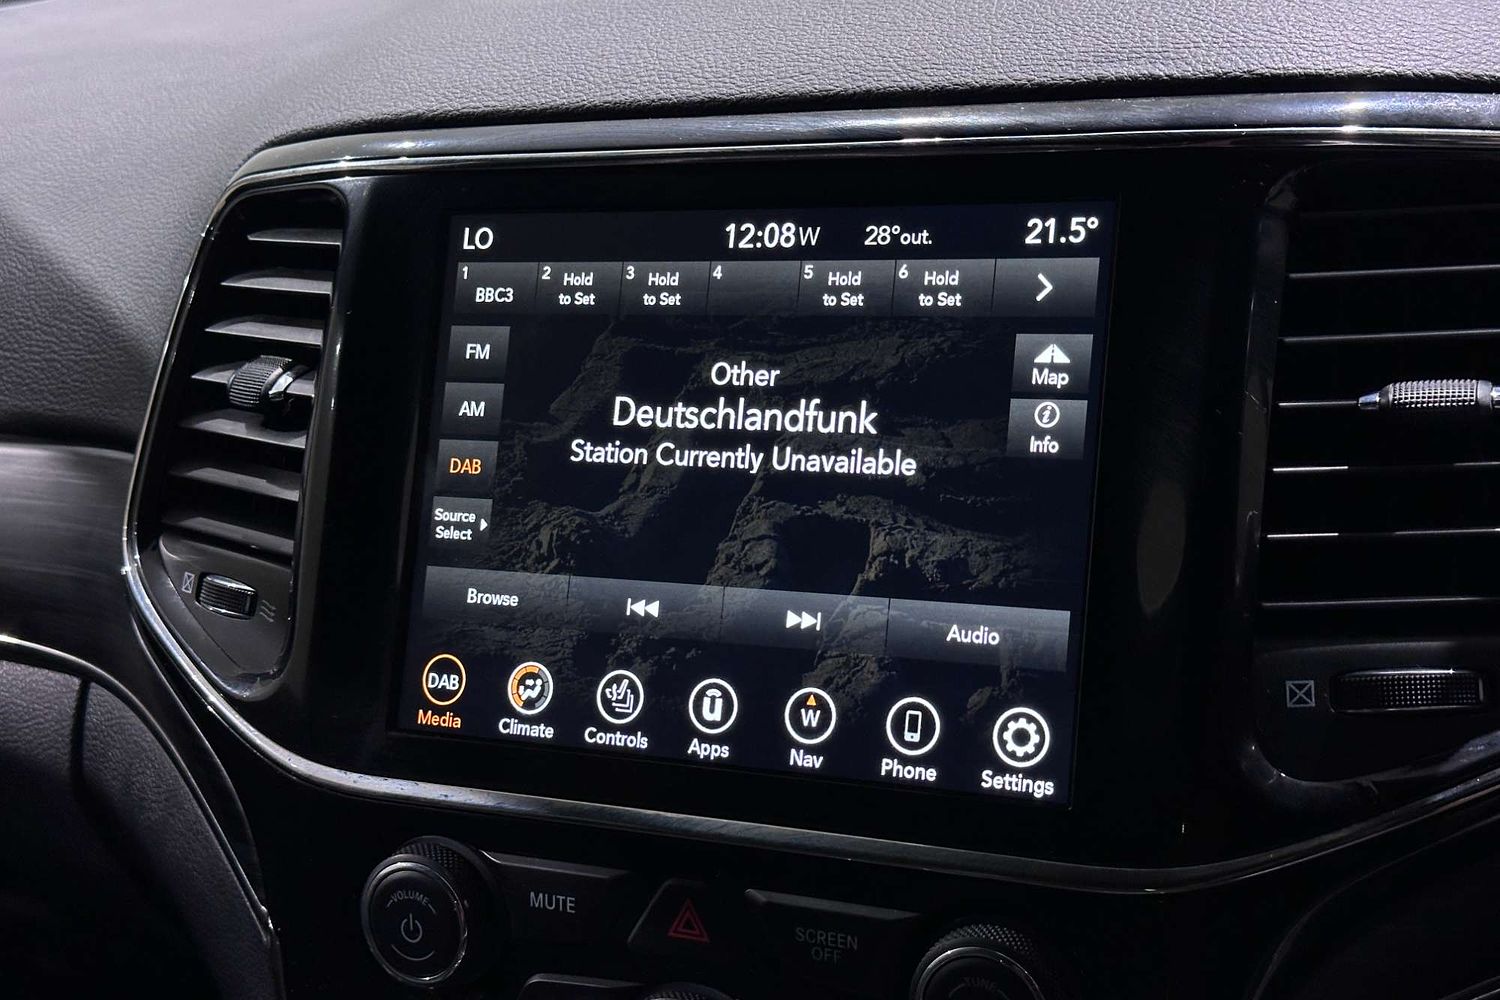 LO 12:08 W 28°out. 21.5°
1 BBC3 2 Hold to Set 3 Hold to Set 4 5 Hold to Set 6 Hold to Set
FM
AM
DAB
Source
Select
Other
Deutschlandfunk
Station Currently Unavailable
Map
Info
Browse Audio
DAB u W
Media Climate Controls Apps Nav Phone Settings
VOLUME
MUTE
SCREEN
OFF
TUNE